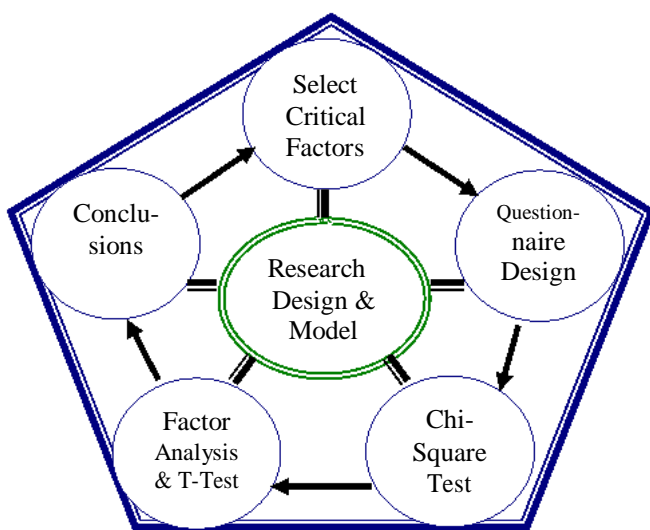 Select
Critical
Factors
Question-
naire
Design
Chi-
Square
Test
Factor
Analysis
& T-Test
Conclu-
sions
Research
Design &
Model